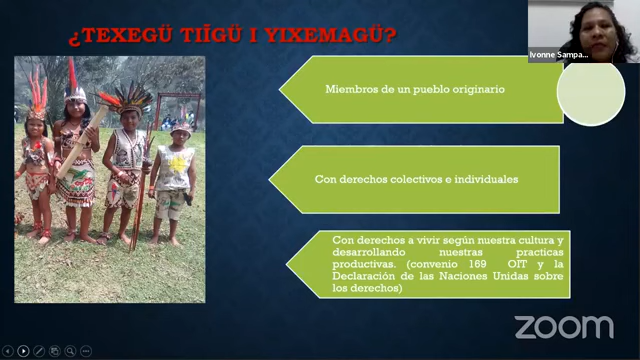 ¿TEXEGÜ TIĨGÜ I YIXEMAGÜ?
Ivonne Sampa...
Miembros de un pueblo originario
Con derechos colectivos e individuales
Con derechos a vivir según nuestra cultura y
desarrollando nuestras practicas
productivas. (convenio 169 OIT y la
Declaración de las Naciones Unidas sobre
los derechos)
zoom